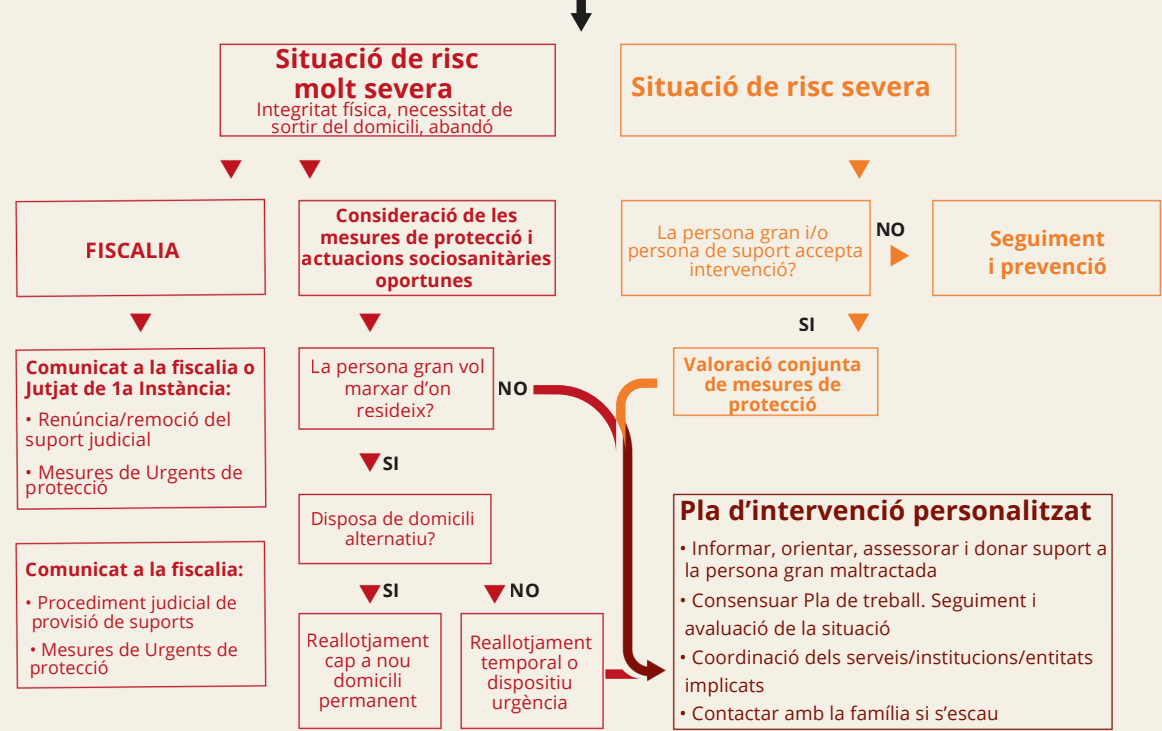 Situació de risc
molt severa
Integritat física, necessitat de
sortir del domicili, abandó
Situació de risc severa
FISCALIA
Consideració de les
mesures de protecció i
actuacions sociosanitàries
oportunes
La persona gran i/o
persona de suport accepta
intervenció?
NO
Seguiment
i prevenció
SI
Comunicat a la fiscalia o
Jutjat de 1a Instància:
• Renúncia/remoció del
suport judicial
• Mesures de Urgents de
protecció
La persona gran vol
marxar d’on
resideix?
NO
Valoració conjunta
de mesures de
protecció
SI
Disposa de domicili
alternatiu?
Comunicat a la fiscalia:
• Procediment judicial de
provisió de suports
• Mesures de Urgents de
protecció
SI
NO
Reallotjament
cap a nou
domicili
permanent
Reallotjament
temporal o
dispositiu
urgència
Pla d’intervenció personalitzat
• Informar, orientar, assessorar i donar suport a
la persona gran maltractada
• Consensuar Pla de treball. Seguiment i
avaluació de la situació
• Coordinació dels serveis/institucions/entitats
implicats
• Contactar amb la família si s’escau